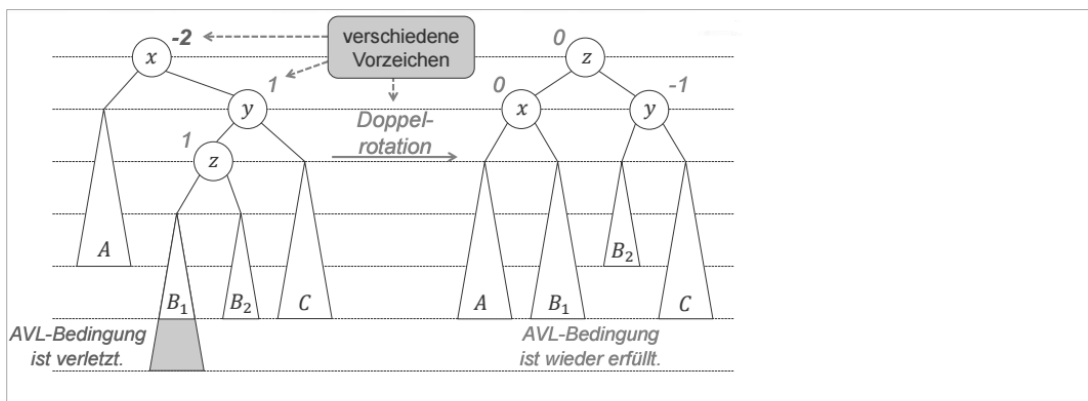 -2
x
verschiedene
Vorzeichen
0
z
1
y
0
x
-1
y
1
z
Doppel-
rotation
A
B₁
B₂
C
A
B₁
B₂
C
AVL-Bedingung
ist verletzt.
AVL-Bedingung
ist wieder erfüllt.